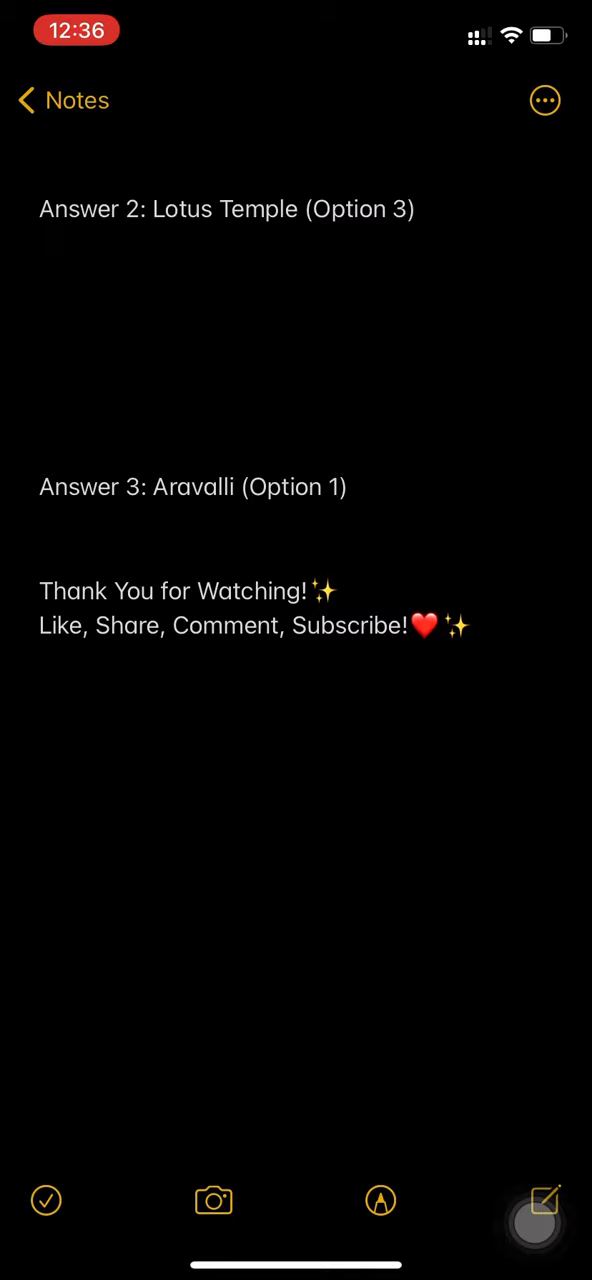 12:36
Notes
Answer 2: Lotus Temple (Option 3)
Answer 3: Aravalli (Option 1)
Thank You for Watching!✨
Like, Share, Comment, Subscribe!❤️✨